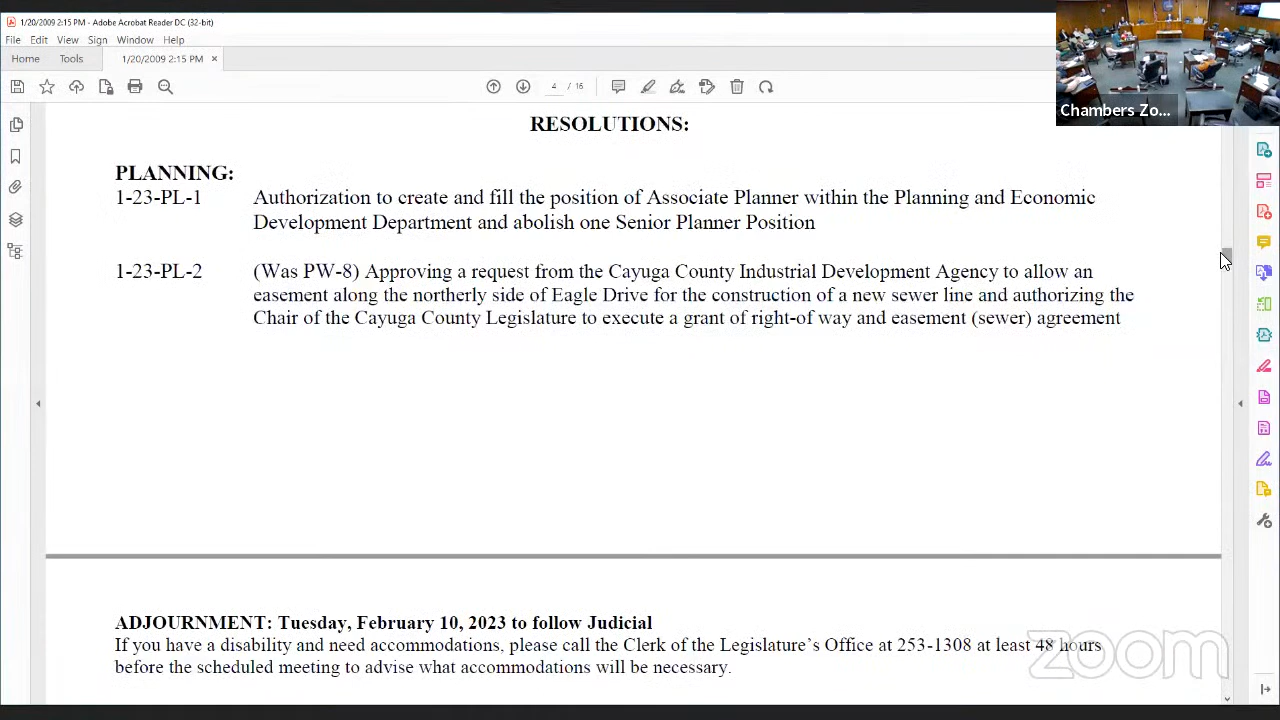 1/20/2009 2:15 PM - Adobe Acrobat Reader DC (32-bit)
File Edit View Sign Window Help
Home Tools 1/20/2009 2:15 PM ×
4 / 16
Chambers Zo...
RESOLUTIONS:
PLANNING:
1-23-PL-1 Authorization to create and fill the position of Associate Planner within the Planning and Economic
Development Department and abolish one Senior Planner Position
1-23-PL-2 (Was PW-8) Approving a request from the Cayuga County Industrial Development Agency to allow an
easement along the northerly side of Eagle Drive for the construction of a new sewer line and authorizing the
Chair of the Cayuga County Legislature to execute a grant of right-of way and easement (sewer) agreement
ADJOURNMENT: Tuesday, February 10, 2023 to follow Judicial
If you have a disability and need accommodations, please call the Clerk of the Legislature's Office at 253-1308 at least 48 hours
before the scheduled meeting to advise what accommodations will be necessary.
zoom